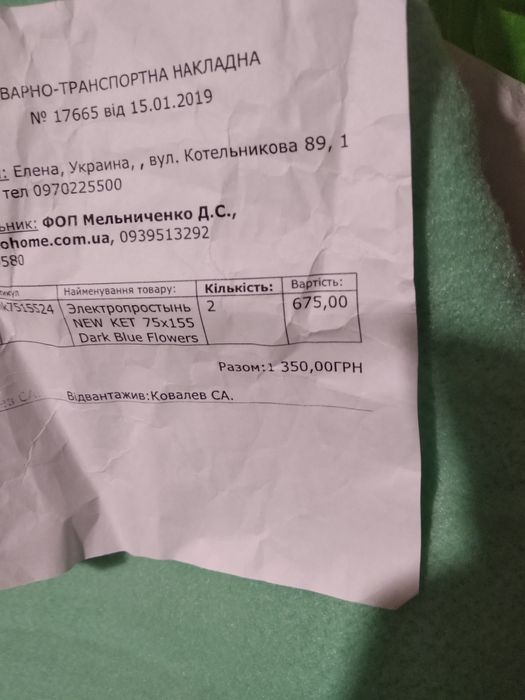 ВАРНО-ТРАНСПОРТНА НАКЛАДНА
№ 17665 від 15.01.2019
: Елена, Украина, , вул. Котельникова 89, 1
тел 0970225500
ьник: ФОП Мельниченко Д.С.,
ohome.com.ua, 0939513292
580
икул Найменування товару: Кількість: Вартість:
к7515524 Электропростынь 2 675,00
NEW KET 75x155
Dark Blue Flowers
Разом:1 350,00ГРН
Відвантажив:Ковалев СА.